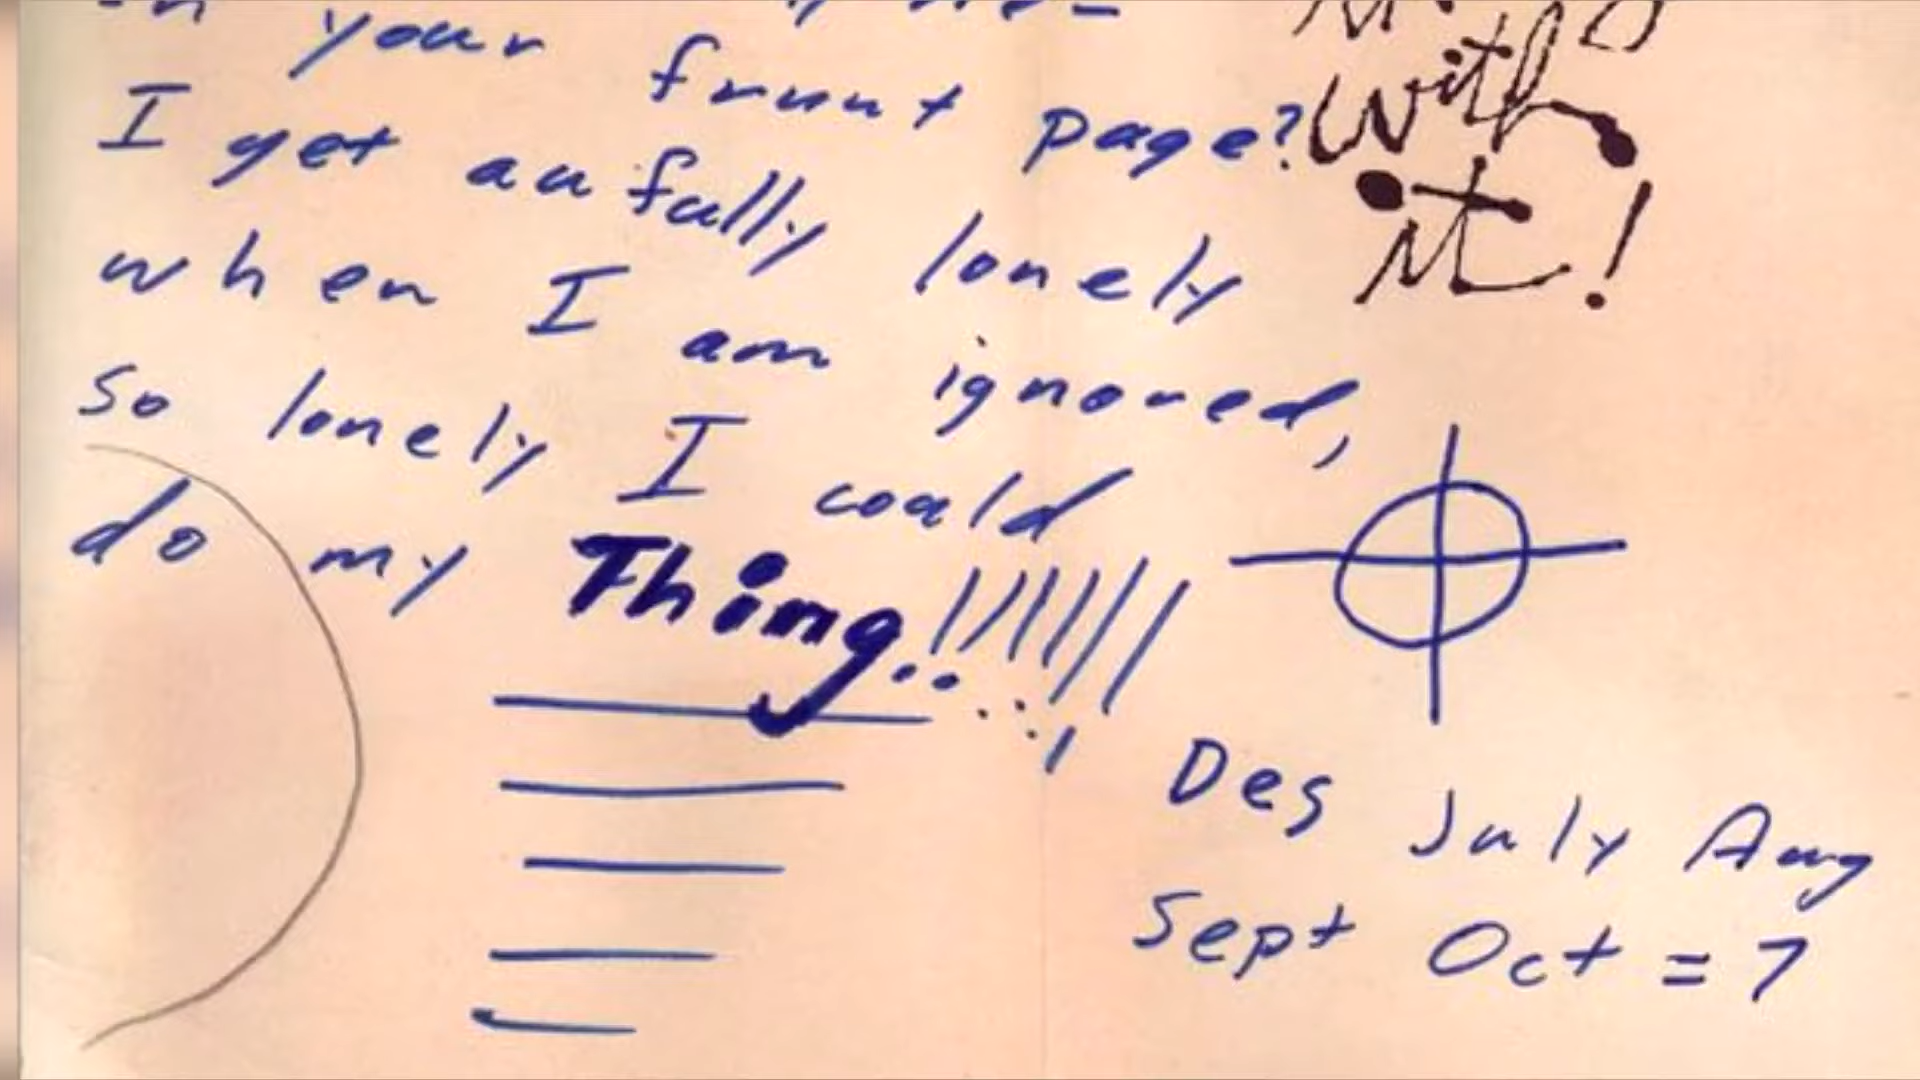 your
frunt page?
I get aufully lonely
when I am ignored,
so lonely I could
do my Thing!!!!!!
with
it!
Des July Aug
Sept Oct = 7